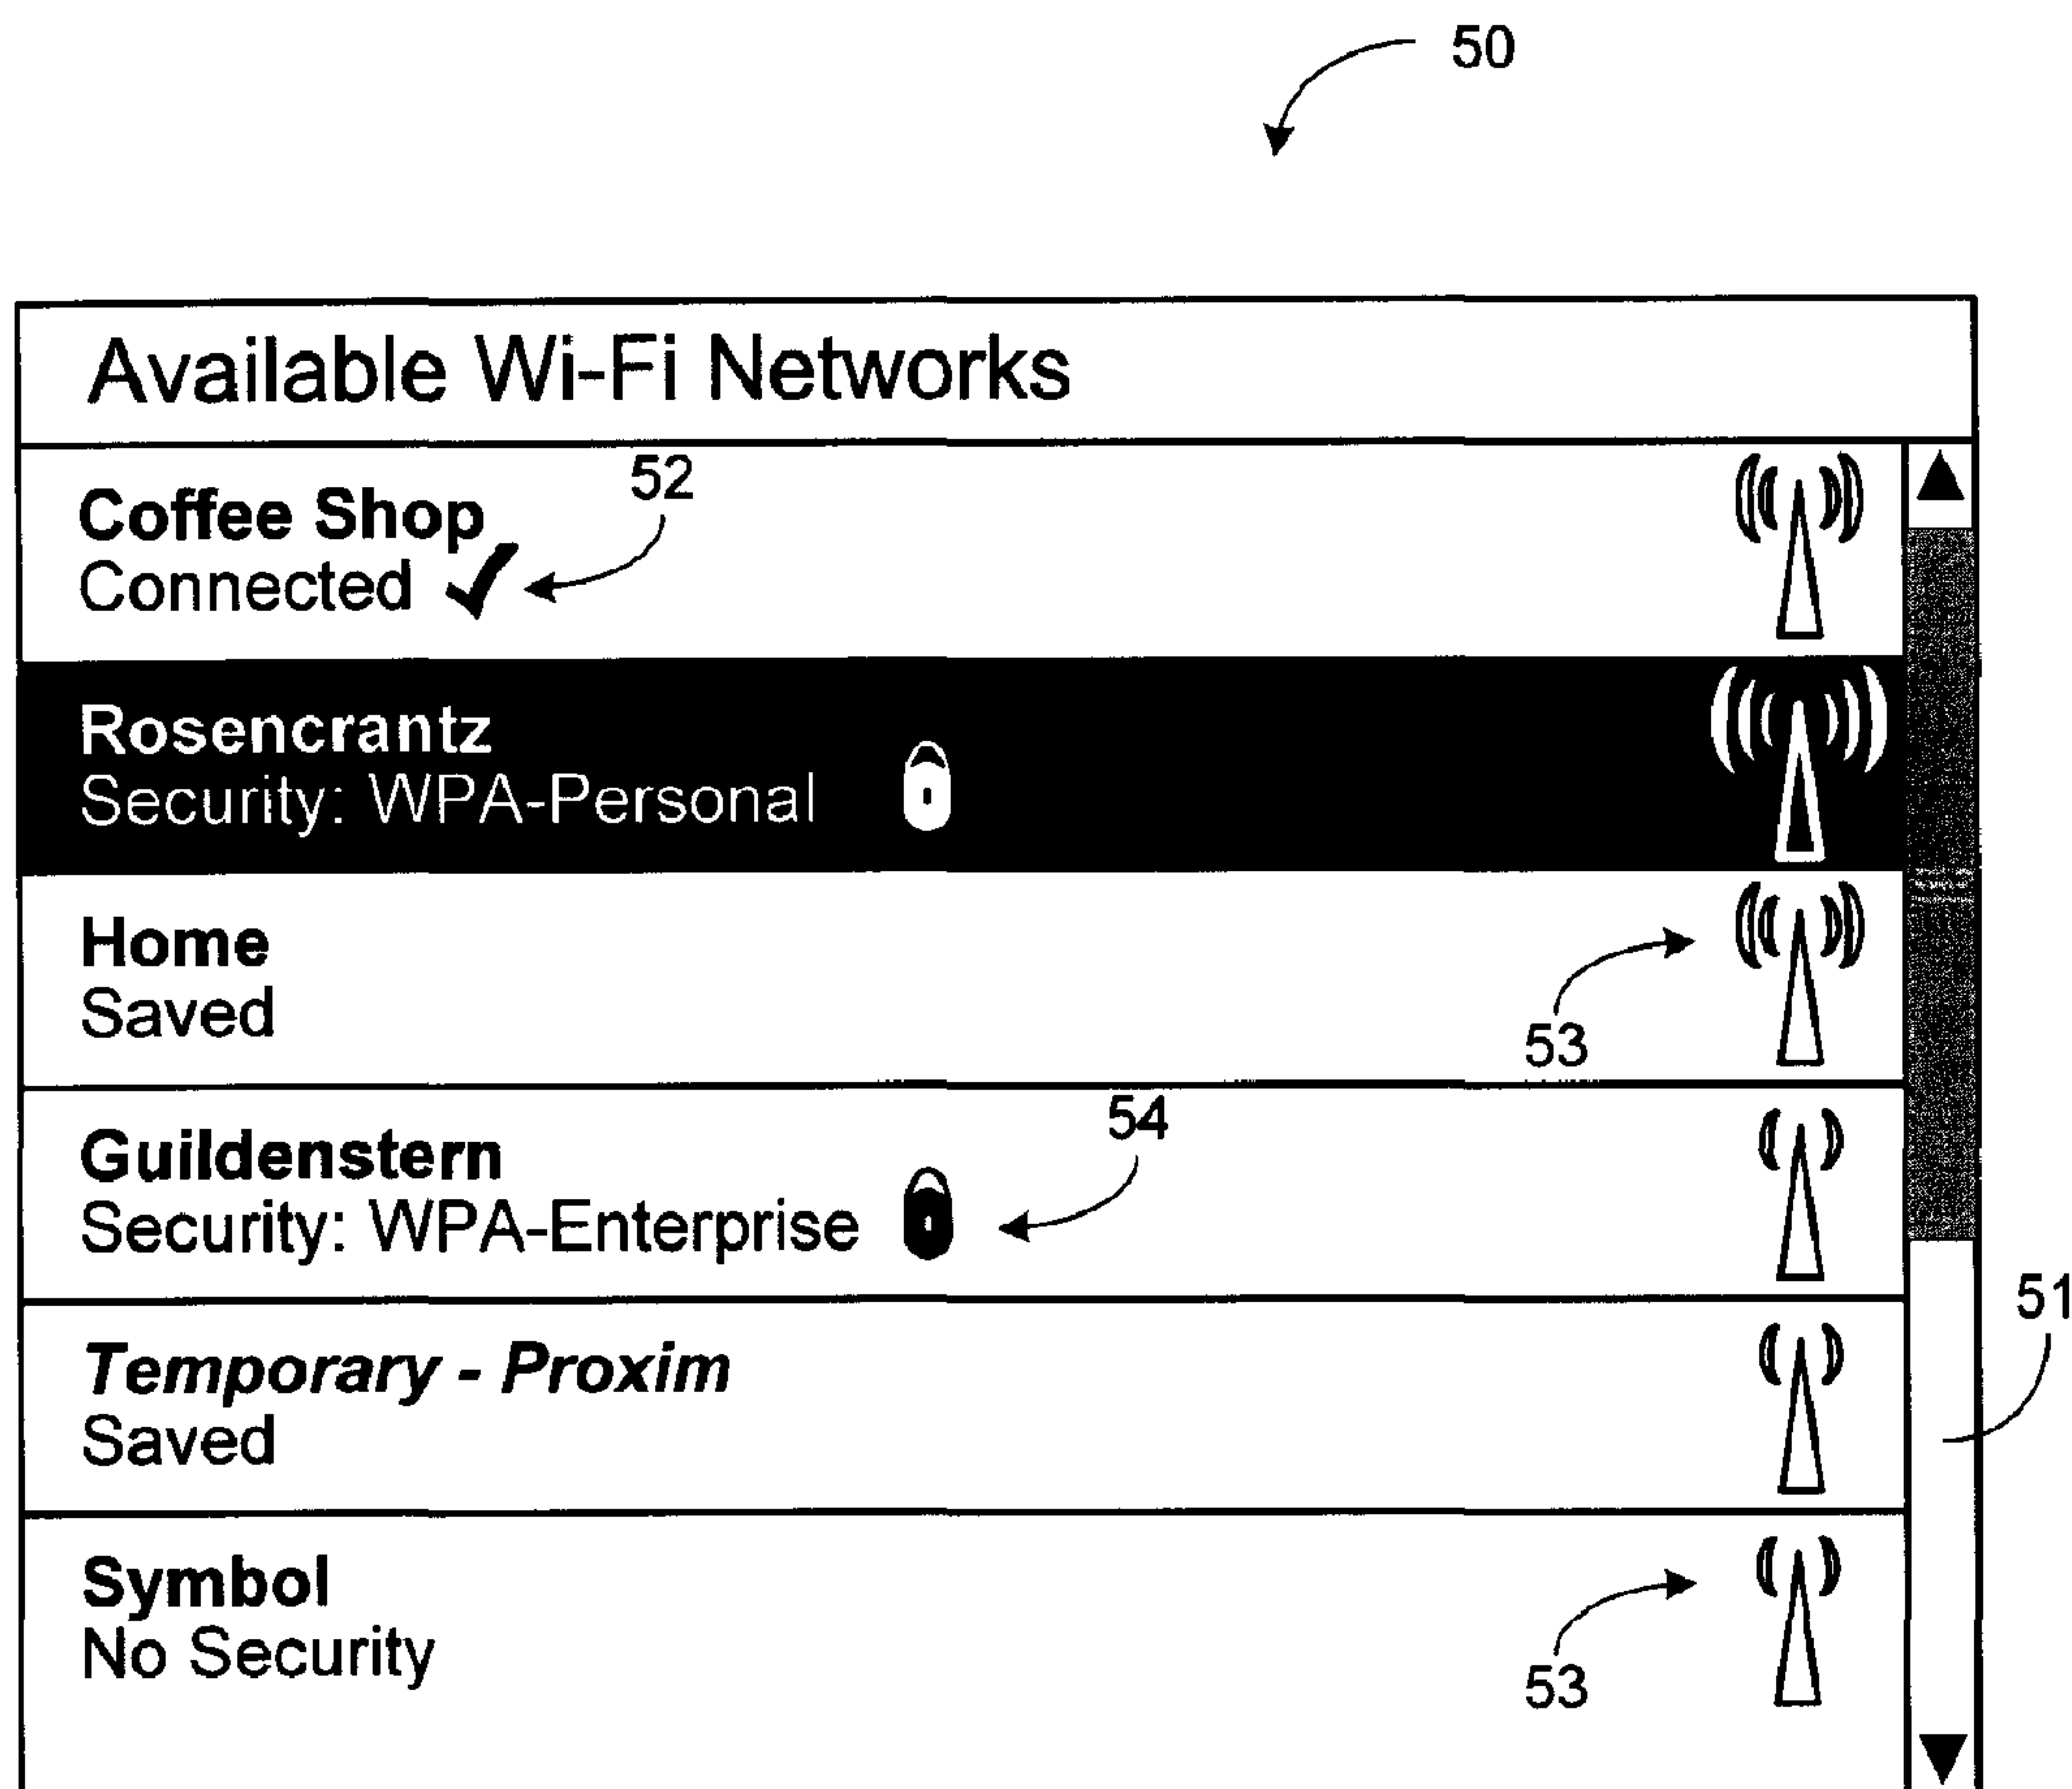 50
Available Wi-Fi Networks
Coffee Shop
52
Connected
Rosencrantz
Security: WPA-Personal
Home
Saved
53
54
Guildenstern
Security: WPA-Enterprise
51
Temporary - Proxim
Saved
Symbol
No Security
53